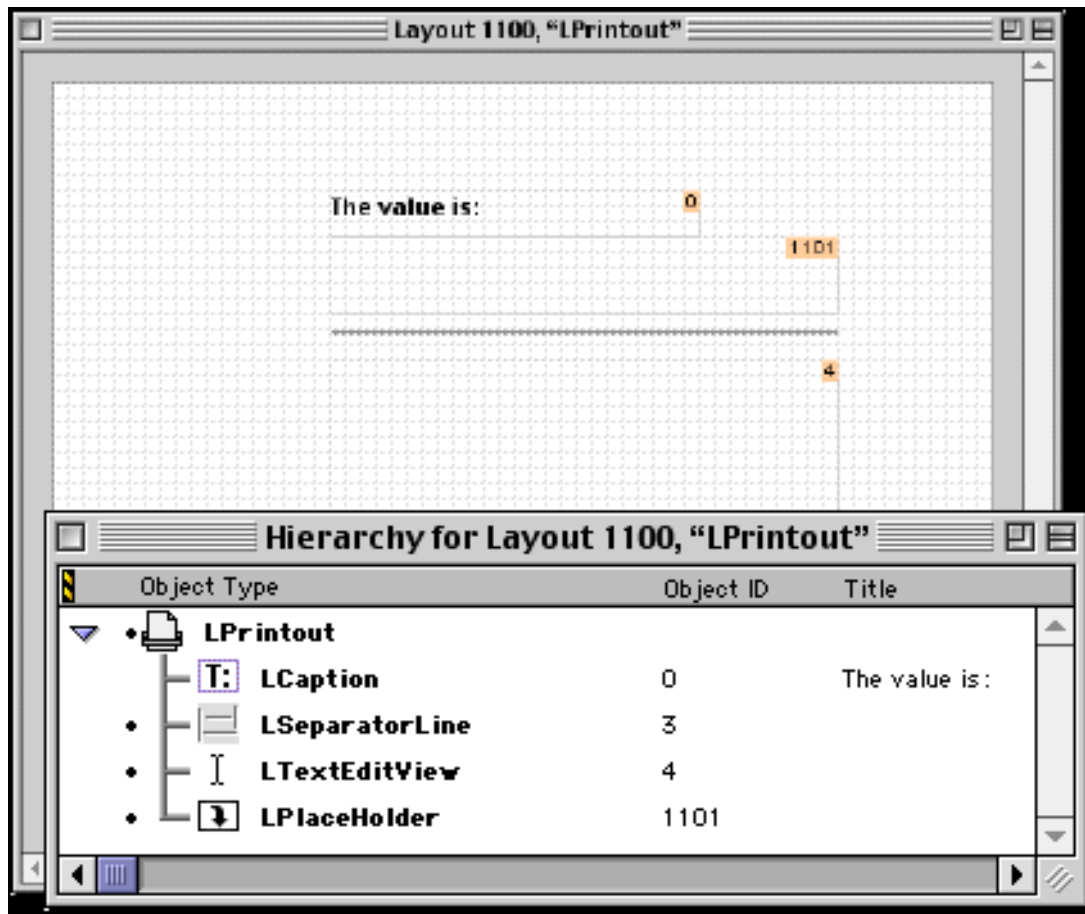 Layout 1100, “LPrintout”
The value is: 0
1101
4
Hierarchy for Layout 1100, “LPrintout”
Object Type Object ID Title
LPrintout
T: LCaption 0 The value is:
LSeparatorLine 3
LTextEditView 4
LPlaceHolder 1101